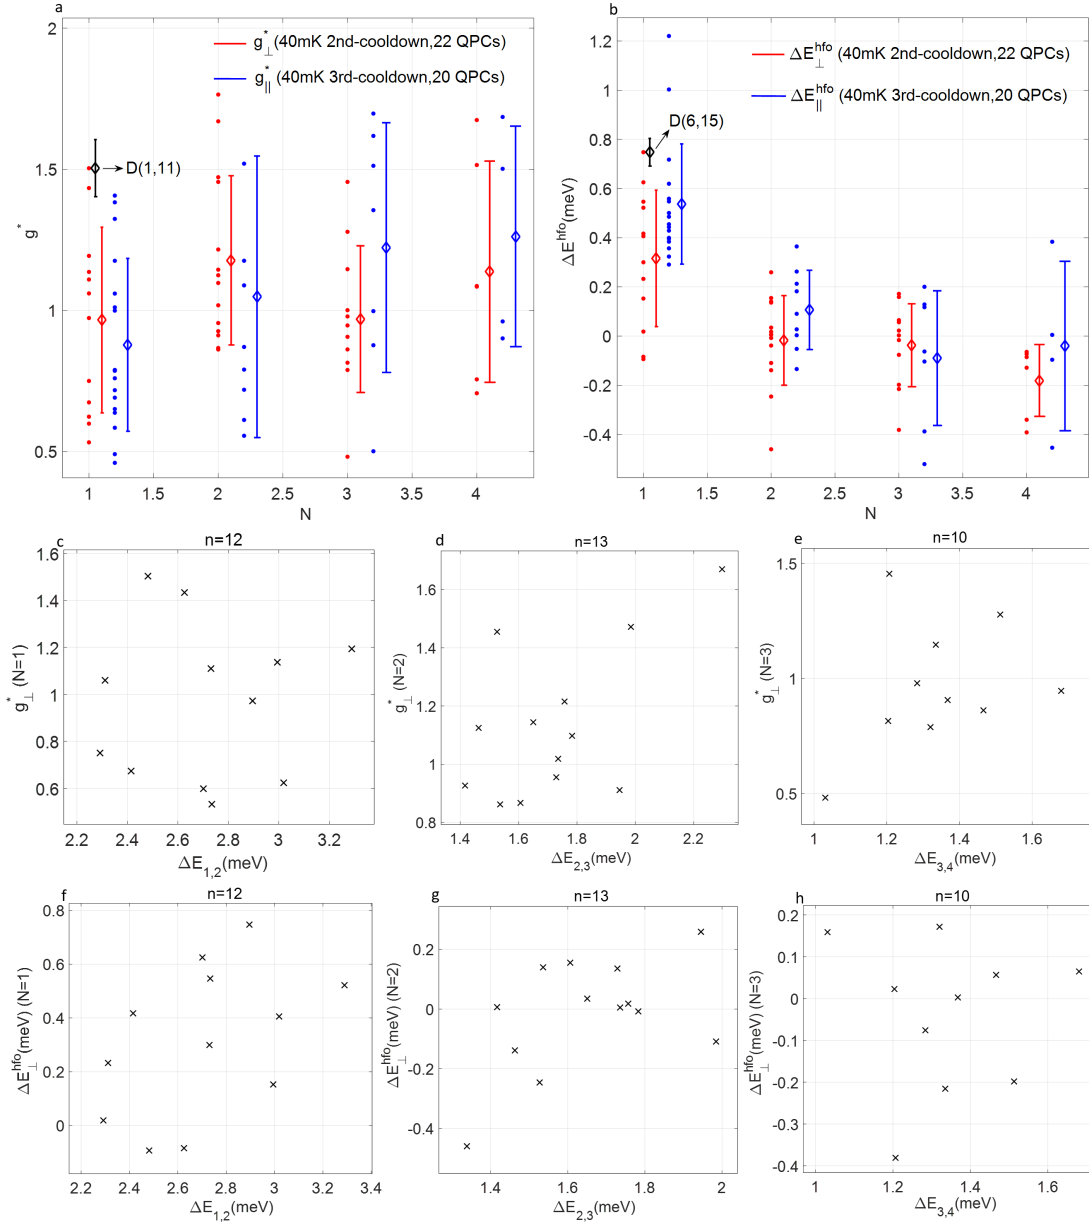 a
2
1.5
1
0.5
g*
g⊥* (40mK 2nd-cooldown,22 QPCs)
g||* (40mK 3rd-cooldown,20 QPCs)
D(1,11)
1 1.5 2 2.5 3 3.5 4
N
b
1.2
1
0.8
0.6
0.4
0.2
0
-0.2
-0.4
ΔE^hfo(meV)
ΔE⊥^hfo (40mK 2nd-cooldown,22 QPCs)
ΔE||^hfo (40mK 3rd-cooldown,20 QPCs)
D(6,15)
1 1.5 2 2.5 3 3.5 4
N
c
n=12
1.6
1.4
1.2
1
0.8
0.6
g⊥* (N=1)
2.2 2.4 2.6 2.8 3 3.2
ΔE1,2(meV)
d
n=13
1.6
1.4
1.2
1
0.8
g⊥* (N=2)
1.4 1.6 1.8 2 2.2
ΔE2,3(meV)
e
n=10
1.5
1
0.5
g⊥* (N=3)
1 1.2 1.4 1.6
ΔE3,4(meV)
f
n=12
0.8
0.6
0.4
0.2
0
ΔE⊥^hfo(meV) (N=1)
2.2 2.4 2.6 2.8 3 3.2 3.4
ΔE1,2(meV)
g
n=13
0.2
0
-0.2
-0.4
ΔE⊥^hfo(meV) (N=2)
1.4 1.6 1.8 2
ΔE2,3(meV)
h
n=10
0.2
0.1
0
-0.1
-0.2
-0.3
-0.4
ΔE⊥^hfo(meV) (N=3)
1 1.2 1.4 1.6
ΔE3,4(meV)